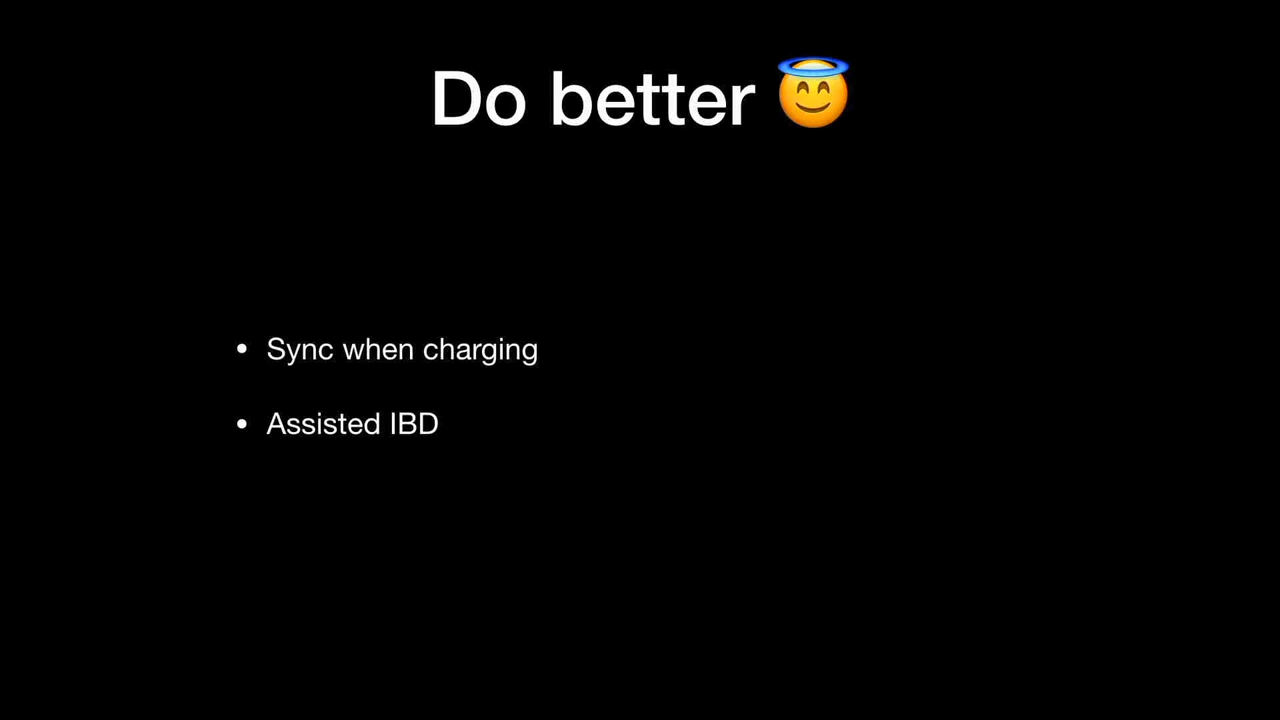 Do better 😇
• Sync when charging
• Assisted IBD